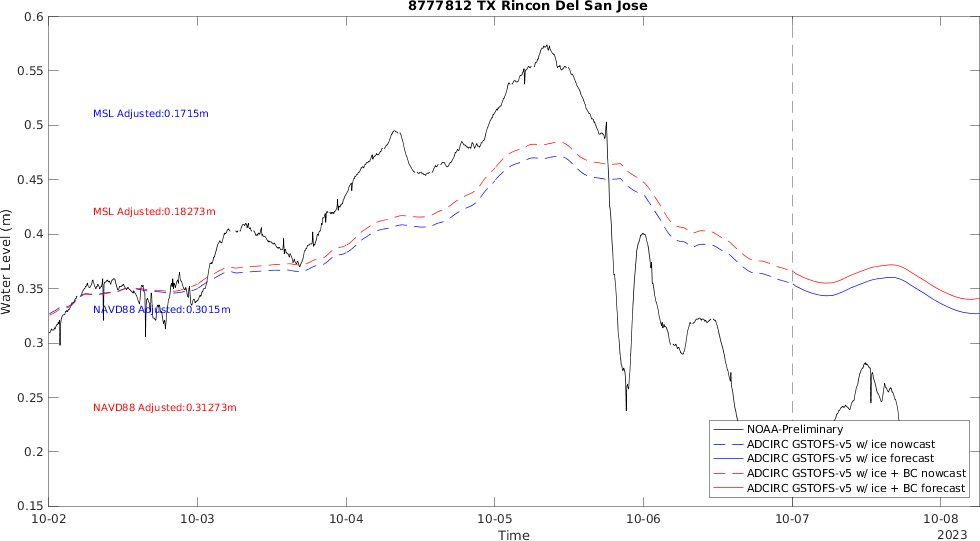 8777812 TX Rincon Del San Jose
0.6
0.55
0.5
0.45
0.4
0.35
0.3
0.25
0.2
0.15
Water Level (m)
MSL Adjusted:0.1715m
MSL Adjusted:0.18273m
NAVD88 Adjusted:0.3015m
NAVD88 Adjusted:0.31273m
NOAA-Preliminary
ADCIRC GSTOFS-v5 w/ ice nowcast
ADCIRC GSTOFS-v5 w/ ice forecast
ADCIRC GSTOFS-v5 w/ ice + BC nowcast
ADCIRC GSTOFS-v5 w/ ice + BC forecast
10-02 10-03 10-04 10-05 10-06 10-07 10-08
Time
2023